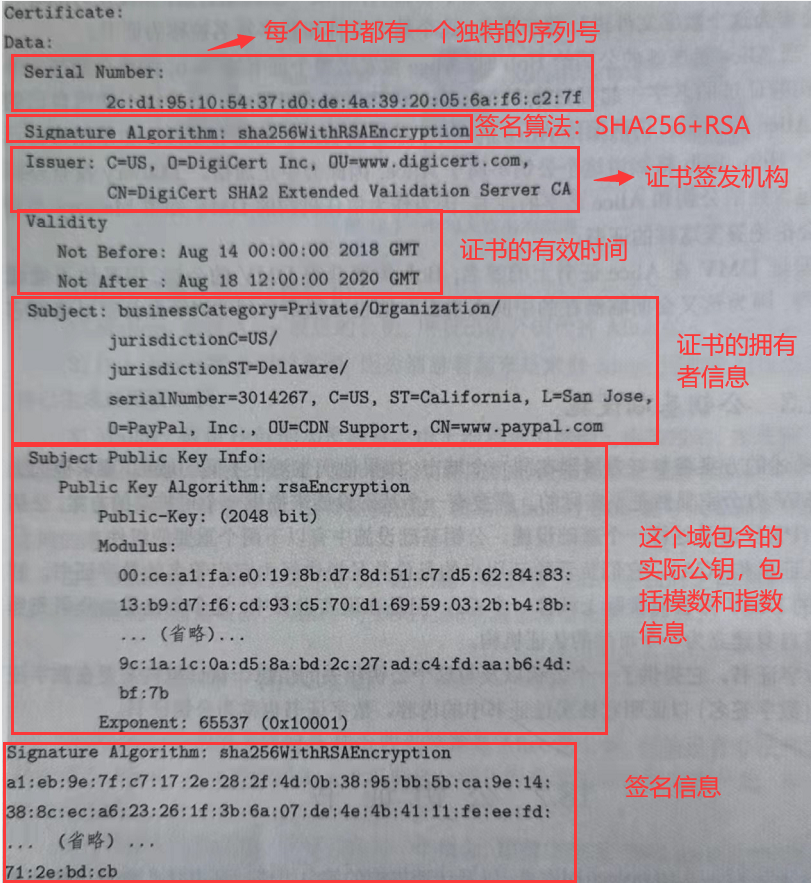 Certificate:
每个证书都有一个独特的序列号
Data:
Serial Number:
2c:d1:95:10:54:37:d0:de:4a:39:20:05:6a:f6:c2:7f
Signature Algorithm: sha256WithRSAEncryption
签名算法：SHA256+RSA
Issuer: C=US, O=DigiCert Inc, OU=www.digicert.com,
CN=DigiCert SHA2 Extended Validation Server CA
证书签发机构
Validity
Not Before: Aug 14 00:00:00 2018 GMT
Not After : Aug 18 12:00:00 2020 GMT
证书的有效时间
Subject: businessCategory=Private/Organization/
jurisdictionC=US/
jurisdictionST=Delaware/
serialNumber=3014267, C=US, ST=California, L=San Jose,
O=PayPal, Inc., OU=CDN Support, CN=www.paypal.com
证书的拥有
者信息
Subject Public Key Info:
Public Key Algorithm: rsaEncryption
Public-Key: (2048 bit)
Modulus:
00:ce:a1:fa:e0:19:8b:d7:8d:51:c7:d5:62:84:83:
13:b9:d7:f6:cd:93:c5:70:d1:69:59:03:2b:b4:8b:
... (省略)...
9c:1a:1c:0a:d5:8a:bd:2c:27:ad:c4:fd:aa:b6:4d:
bf:7b
Exponent: 65537 (0x10001)
这个域包含的
实际公钥，包
括模数和指数
信息
Signature Algorithm: sha256WithRSAEncryption
a1:eb:9e:7f:c7:17:2e:28:2f:4d:0b:38:95:bb:5b:ca:9e:14:
38:8c:ec:a6:23:26:1f:3b:6a:07:de:4e:4b:41:11:fe:ee:fd:
... (省略) ...
71:2e:bd:cb
签名信息